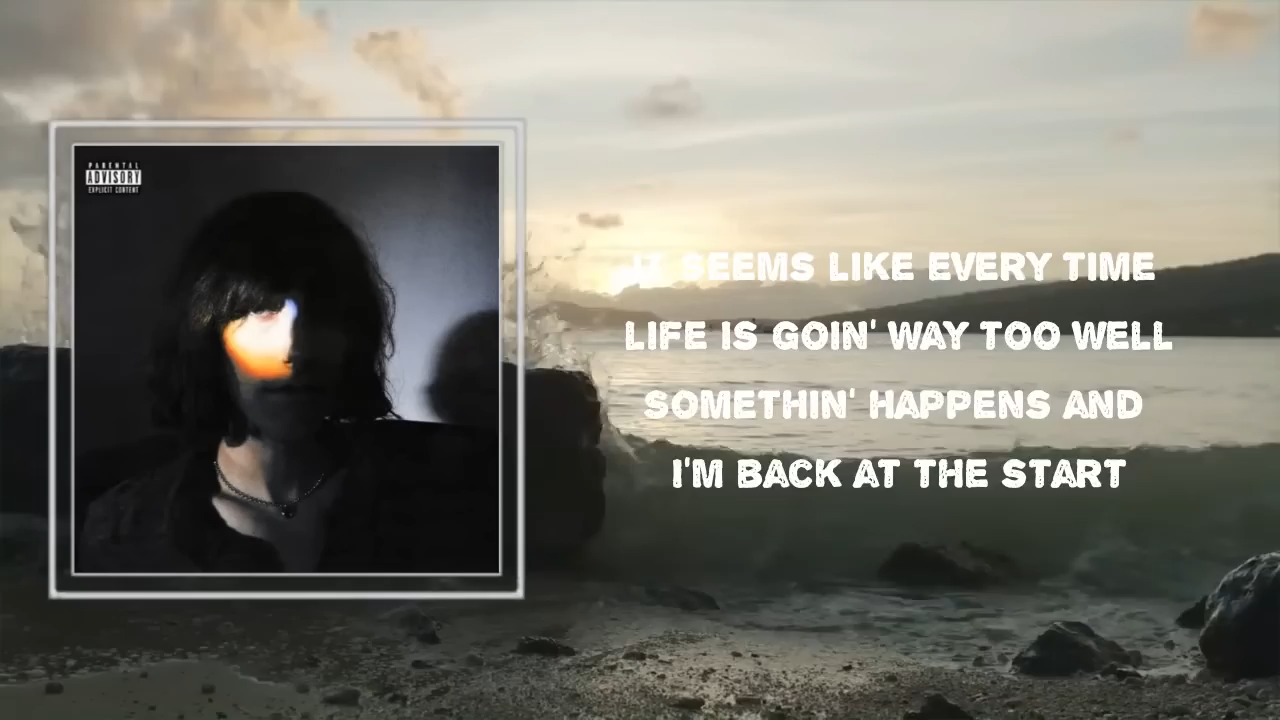 PARENTAL
ADVISORY
EXPLICIT CONTENT
IT SEEMS LIKE EVERY TIME
LIFE IS GOIN' WAY TOO WELL
SOMETHIN' HAPPENS AND
I'M BACK AT THE START